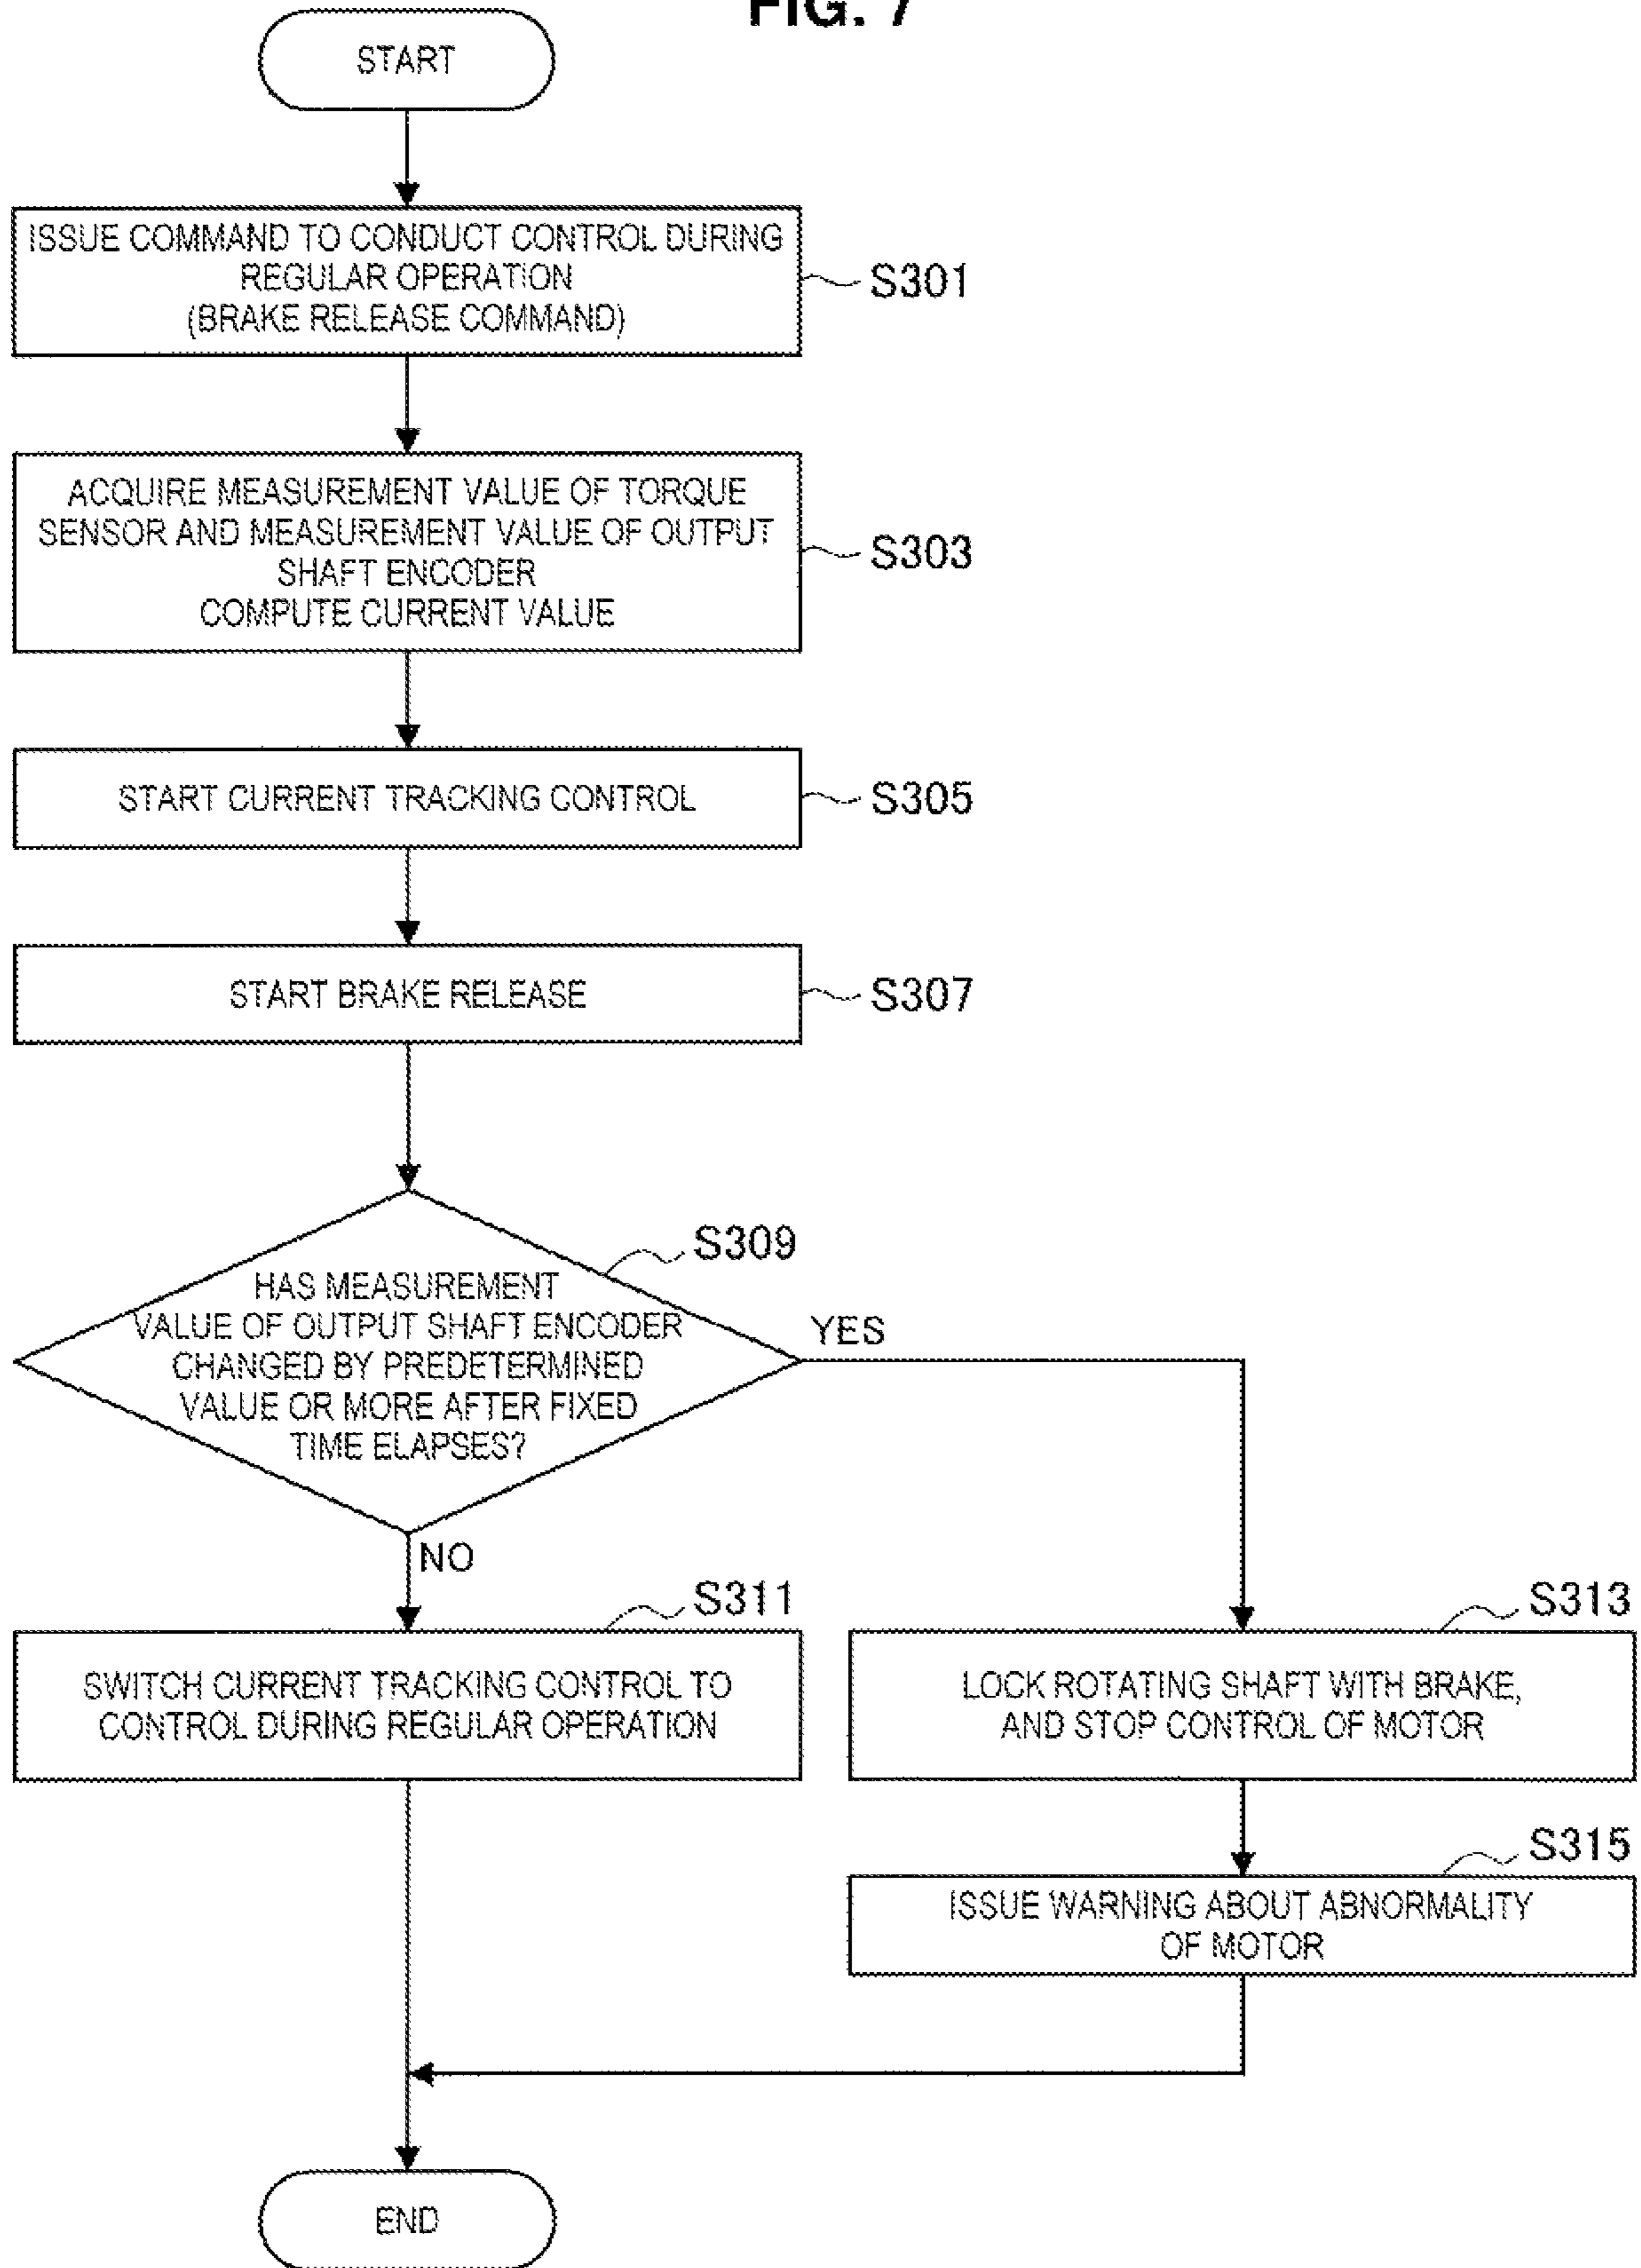 FIG. 7
START
ISSUE COMMAND TO CONDUCT CONTROL DURING
REGULAR OPERATION
(BRAKE RELEASE COMMAND)
S301
ACQUIRE MEASUREMENT VALUE OF TORQUE
SENSOR AND MEASUREMENT VALUE OF OUTPUT
SHAFT ENCODER
COMPUTE CURRENT VALUE
S303
START CURRENT TRACKING CONTROL
S305
START BRAKE RELEASE
S307
S309
HAS MEASUREMENT
VALUE OF OUTPUT SHAFT ENCODER
CHANGED BY PREDETERMINED
VALUE OR MORE AFTER FIXED
TIME ELAPSES?
YES
NO
S311
SWITCH CURRENT TRACKING CONTROL TO
CONTROL DURING REGULAR OPERATION
S313
LOCK ROTATING SHAFT WITH BRAKE,
AND STOP CONTROL OF MOTOR
S315
ISSUE WARNING ABOUT ABNORMALITY
OF MOTOR
END